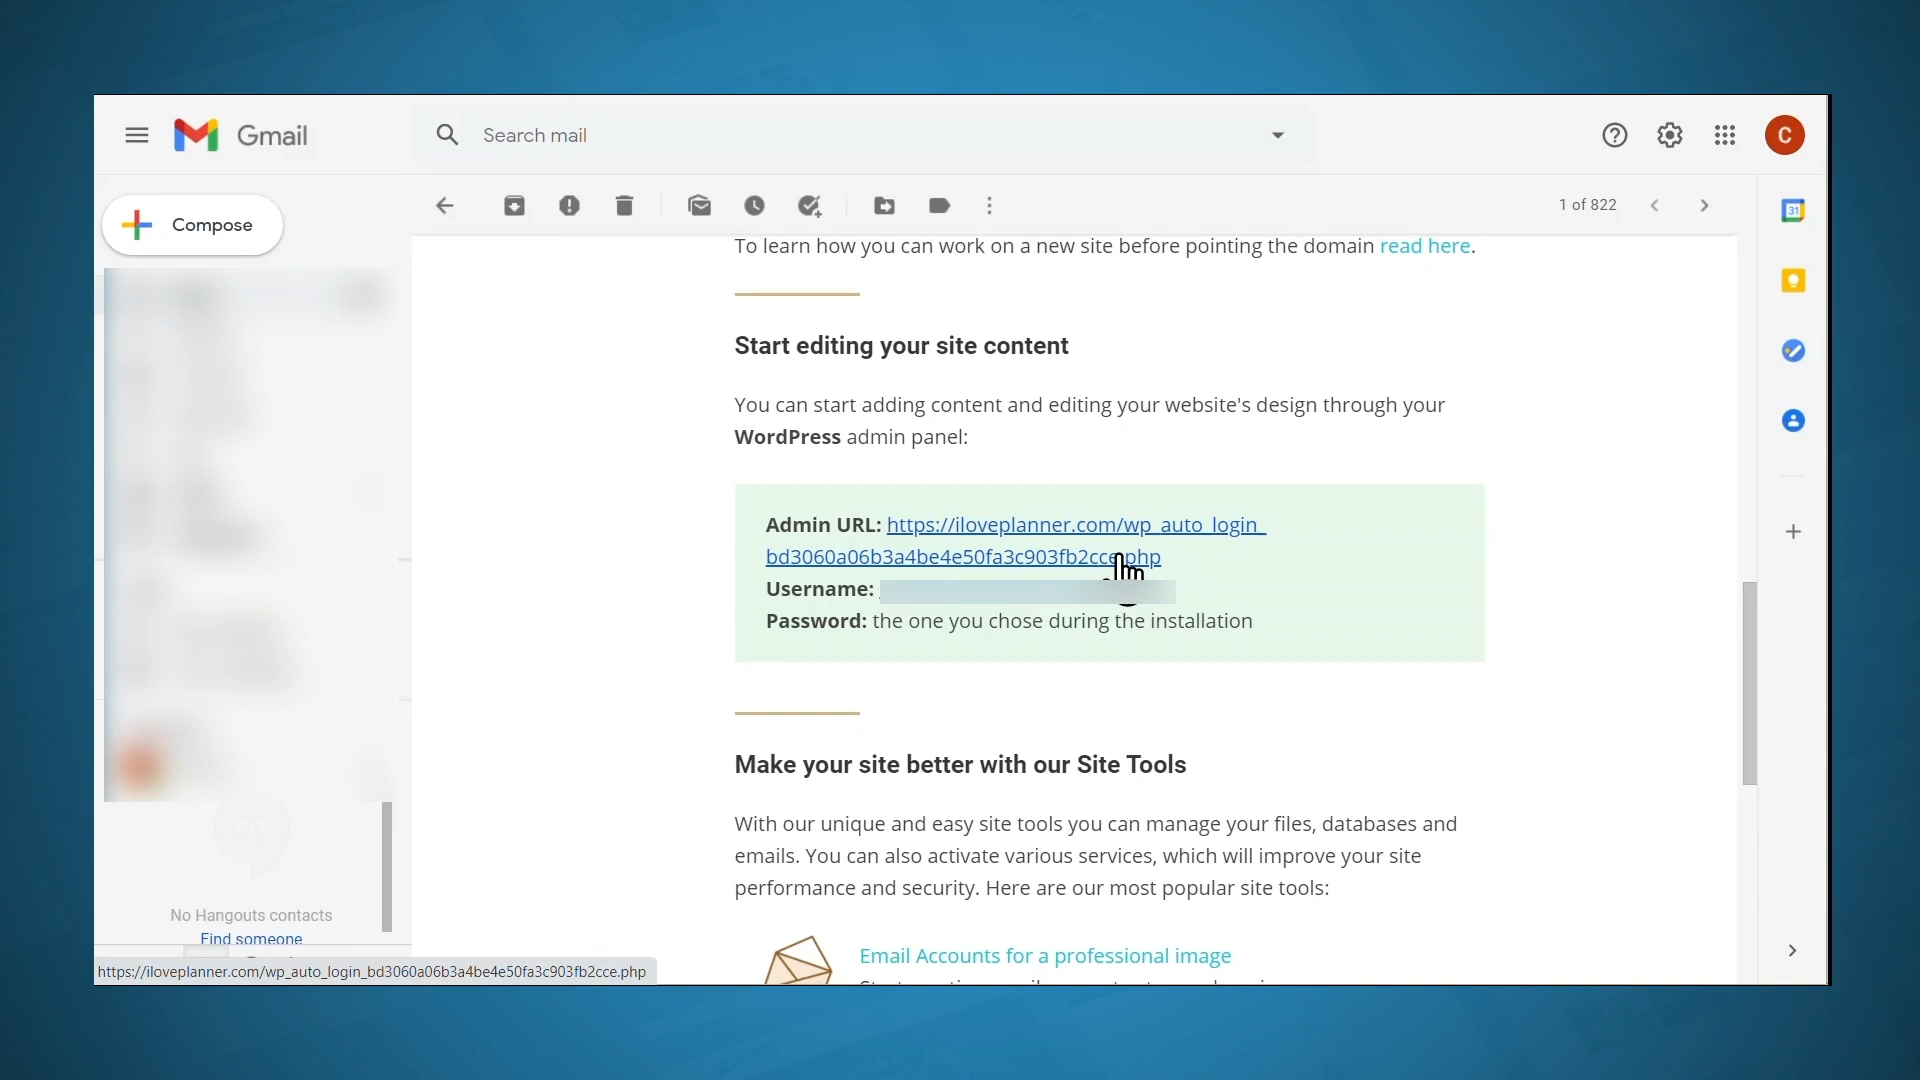 Gmail
Search mail
C
Compose
1 of 822
31
To learn how you can work on a new site before pointing the domain read here.
Start editing your site content
You can start adding content and editing your website's design through your
WordPress admin panel:
Admin URL: https://iloveplanner.com/wp_auto_login_
bd3060a06b3a4be4e50fa3c903fb2cce.php
Username:
Password: the one you chose during the installation
Make your site better with our Site Tools
With our unique and easy site tools you can manage your files, databases and
emails. You can also activate various services, which will improve your site
performance and security. Here are our most popular site tools:
Email Accounts for a professional image
No Hangouts contacts
Find someone
https://iloveplanner.com/wp_auto_login_bd3060a06b3a4be4e50fa3c903fb2cce.php